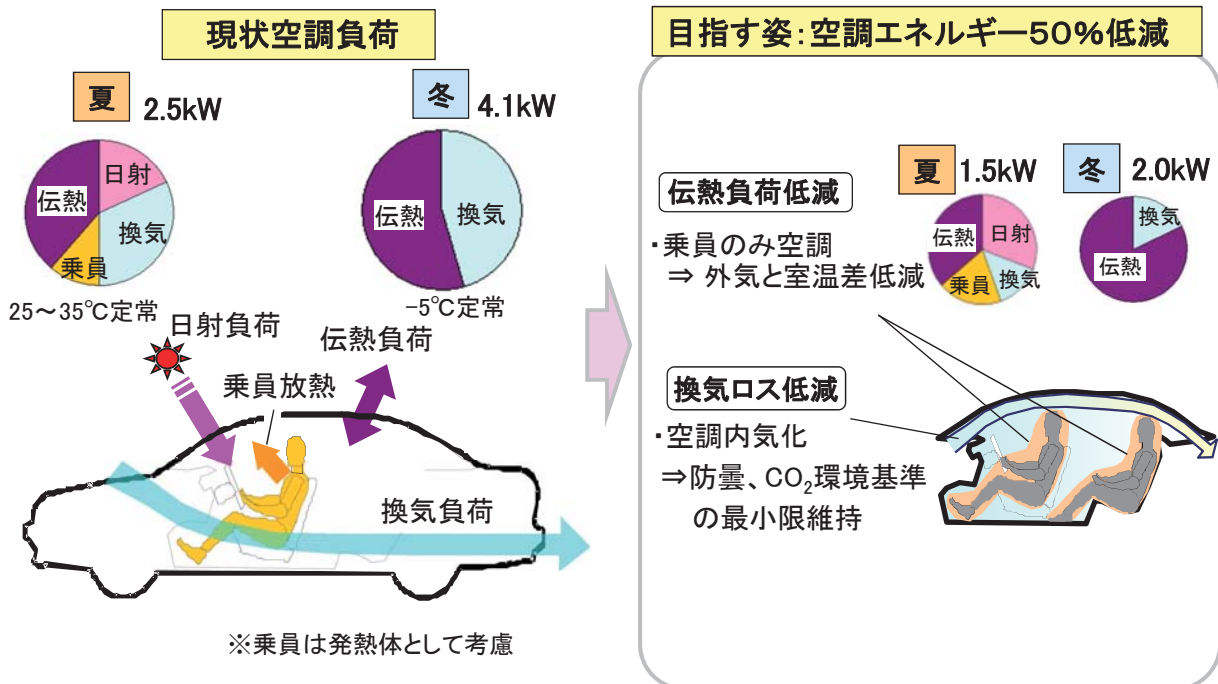 現状空調負荷
夏
2.5kW
冬
4.1kW
日射
伝熱
換気
乗員
伝熱
換気
25～35℃定常
-5℃定常
日射負荷
伝熱負荷
乗員放熱
換気負荷
※乗員は発熱体として考慮
目指す姿：空調エネルギー50%低減
夏
1.5kW
冬
2.0kW
伝熱負荷低減
・乗員のみ空調
⇒ 外気と室温差低減
伝熱
日射
乗員
換気
換気
伝熱
換気ロス低減
・空調内気化
⇒防曇、CO₂環境基準
の最小限維持